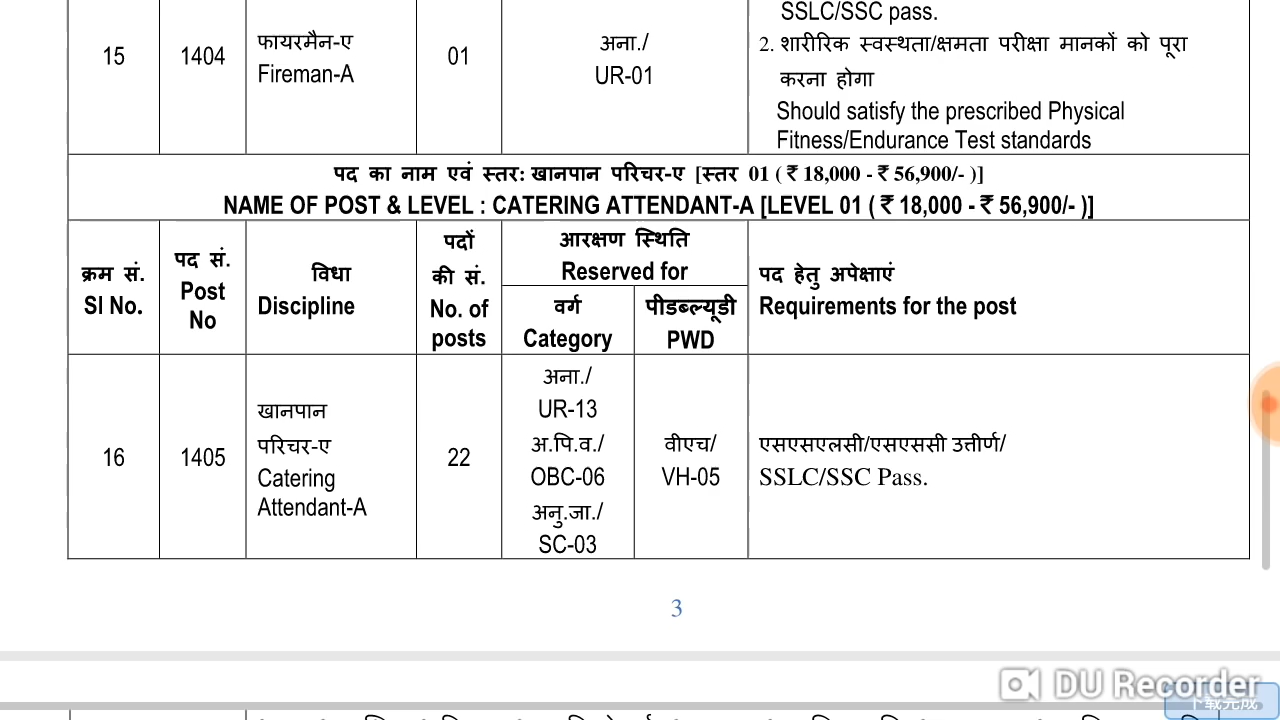 SSLC/SSC pass.
15
1404
फायरमैन-ए
Fireman-A
01
अना./
UR-01
2. शारीरिक स्वस्थता/क्षमता परीक्षा मानकों को पूरा
करना होगा
Should satisfy the prescribed Physical
Fitness/Endurance Test standards
पद का नाम एवं स्तर: खानपान परिचर-ए [स्तर 01 ( ₹ 18,000 - ₹ 56,900/- )]
NAME OF POST & LEVEL : CATERING ATTENDANT-A [LEVEL 01 ( ₹ 18,000 - ₹ 56,900/- )]
क्रम सं.
Sl No.
पद सं.
Post
No
विधा
Discipline
पदों
की सं.
No. of
posts
आरक्षण स्थिति
Reserved for
वर्ग
Category
पीडब्ल्यूडी
PWD
पद हेतु अपेक्षाएं
Requirements for the post
16
1405
खानपान
परिचर-ए
Catering
Attendant-A
22
अना./
UR-13
अ.पि.व./
OBC-06
अनु.जा./
SC-03
वीएच/
VH-05
एसएसएलसी/एसएससी उत्तीर्ण/
SSLC/SSC Pass.
3
DU Recorder
下载完成